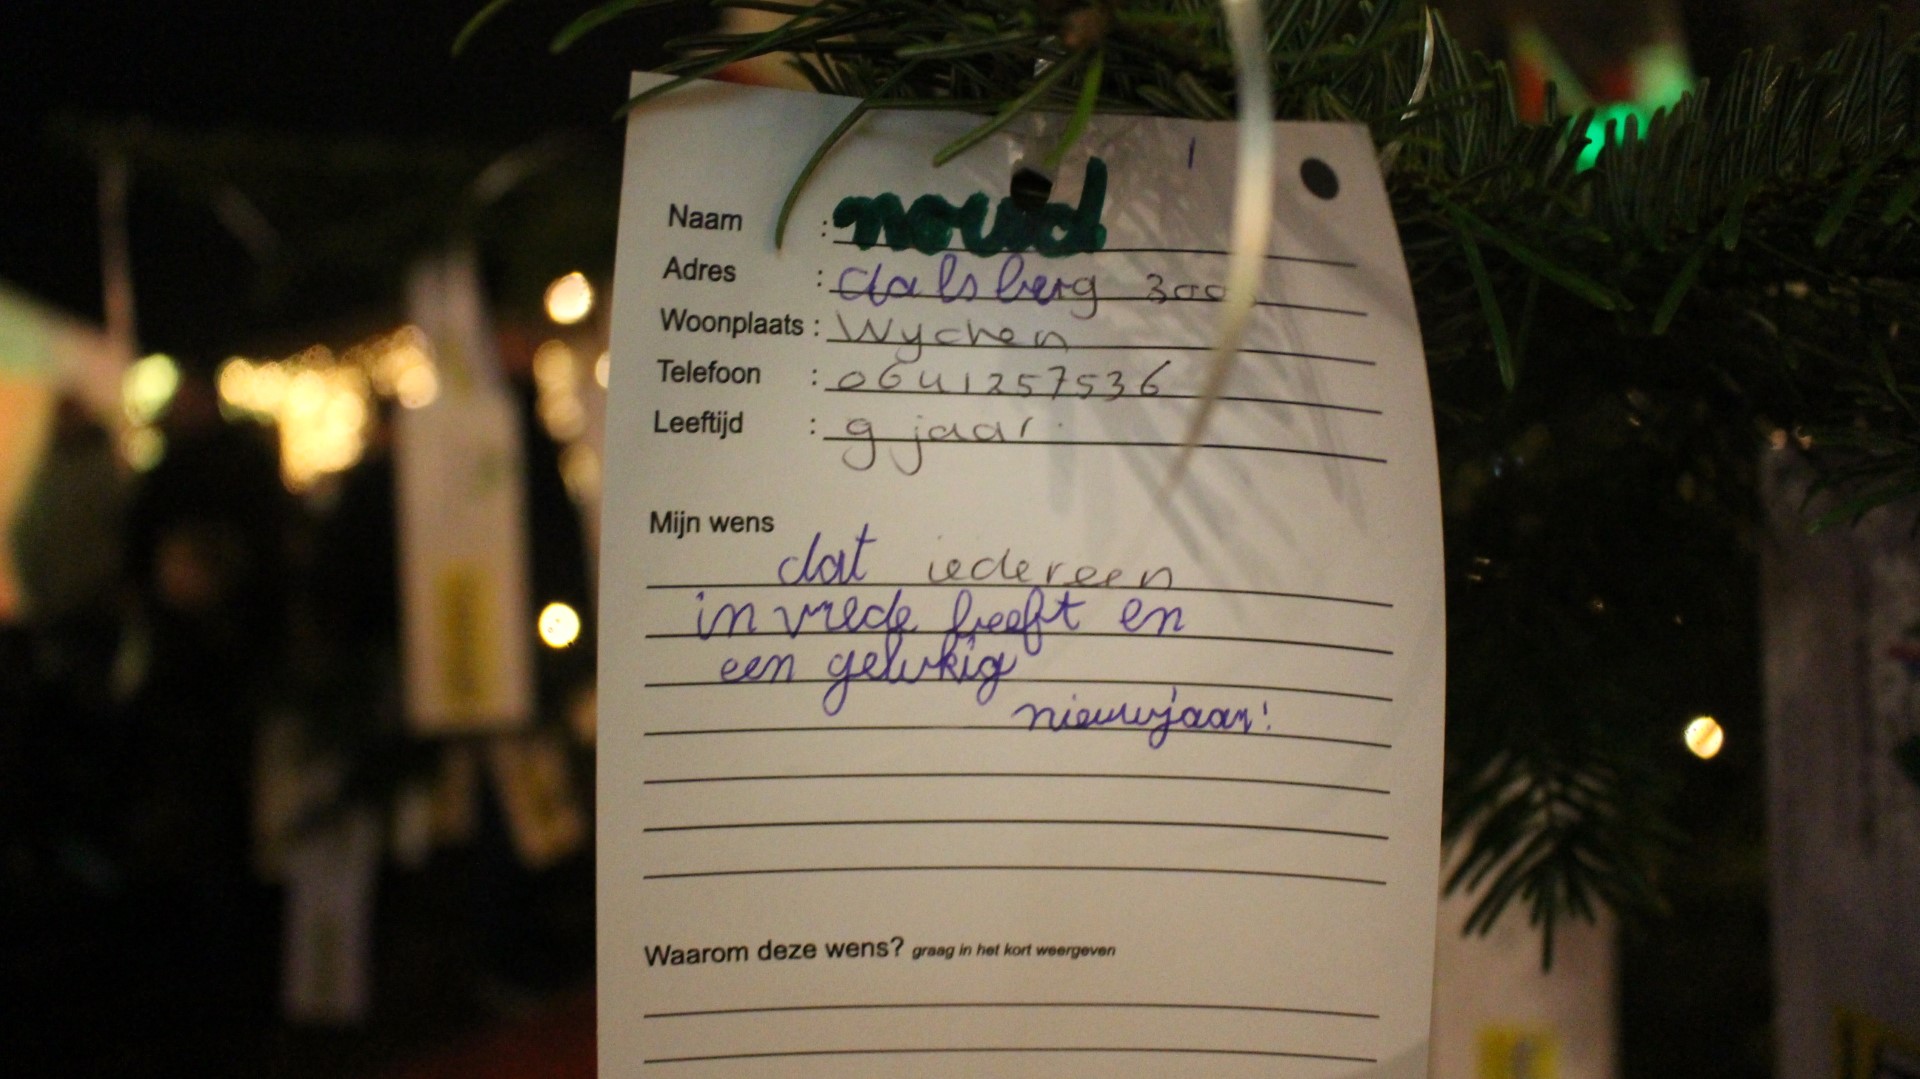 Naam : noud
Adres : dalsberg
Woonplaats : Wychen
Telefoon : 0641257536
Leeftijd : 9 jaar.
Mijn wens
dat iedereen
in vrede leeft en
een gelukig
nieuwjaar!
Waarom deze wens? graag in het kort weergeven